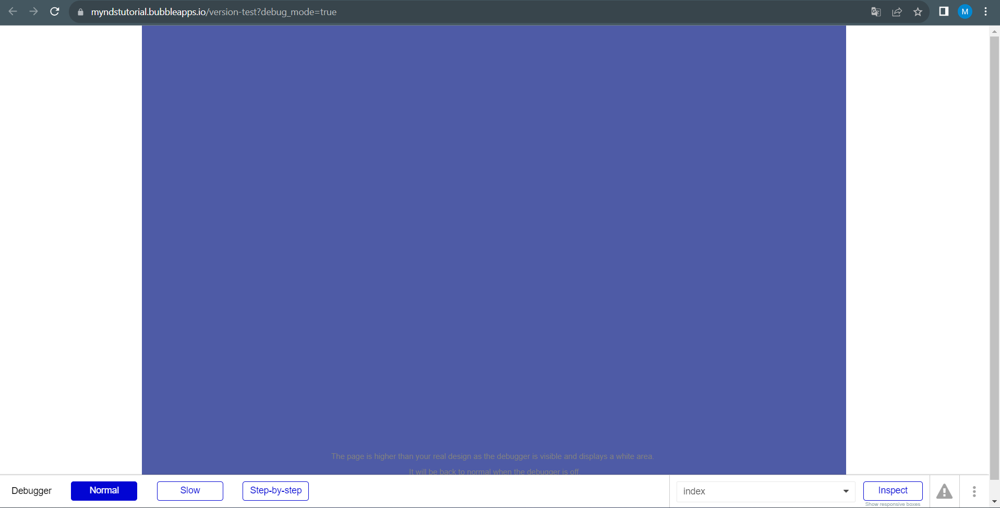 myndstutorial.bubbleapps.io/version-test?debug_mode=true
M
The page is higher than your real design as the debugger is visible and displays a white area.
It will be back to normal when the debugger is off.
Debugger
Normal
Slow
Step-by-step
index
Inspect
Show responsive boxes